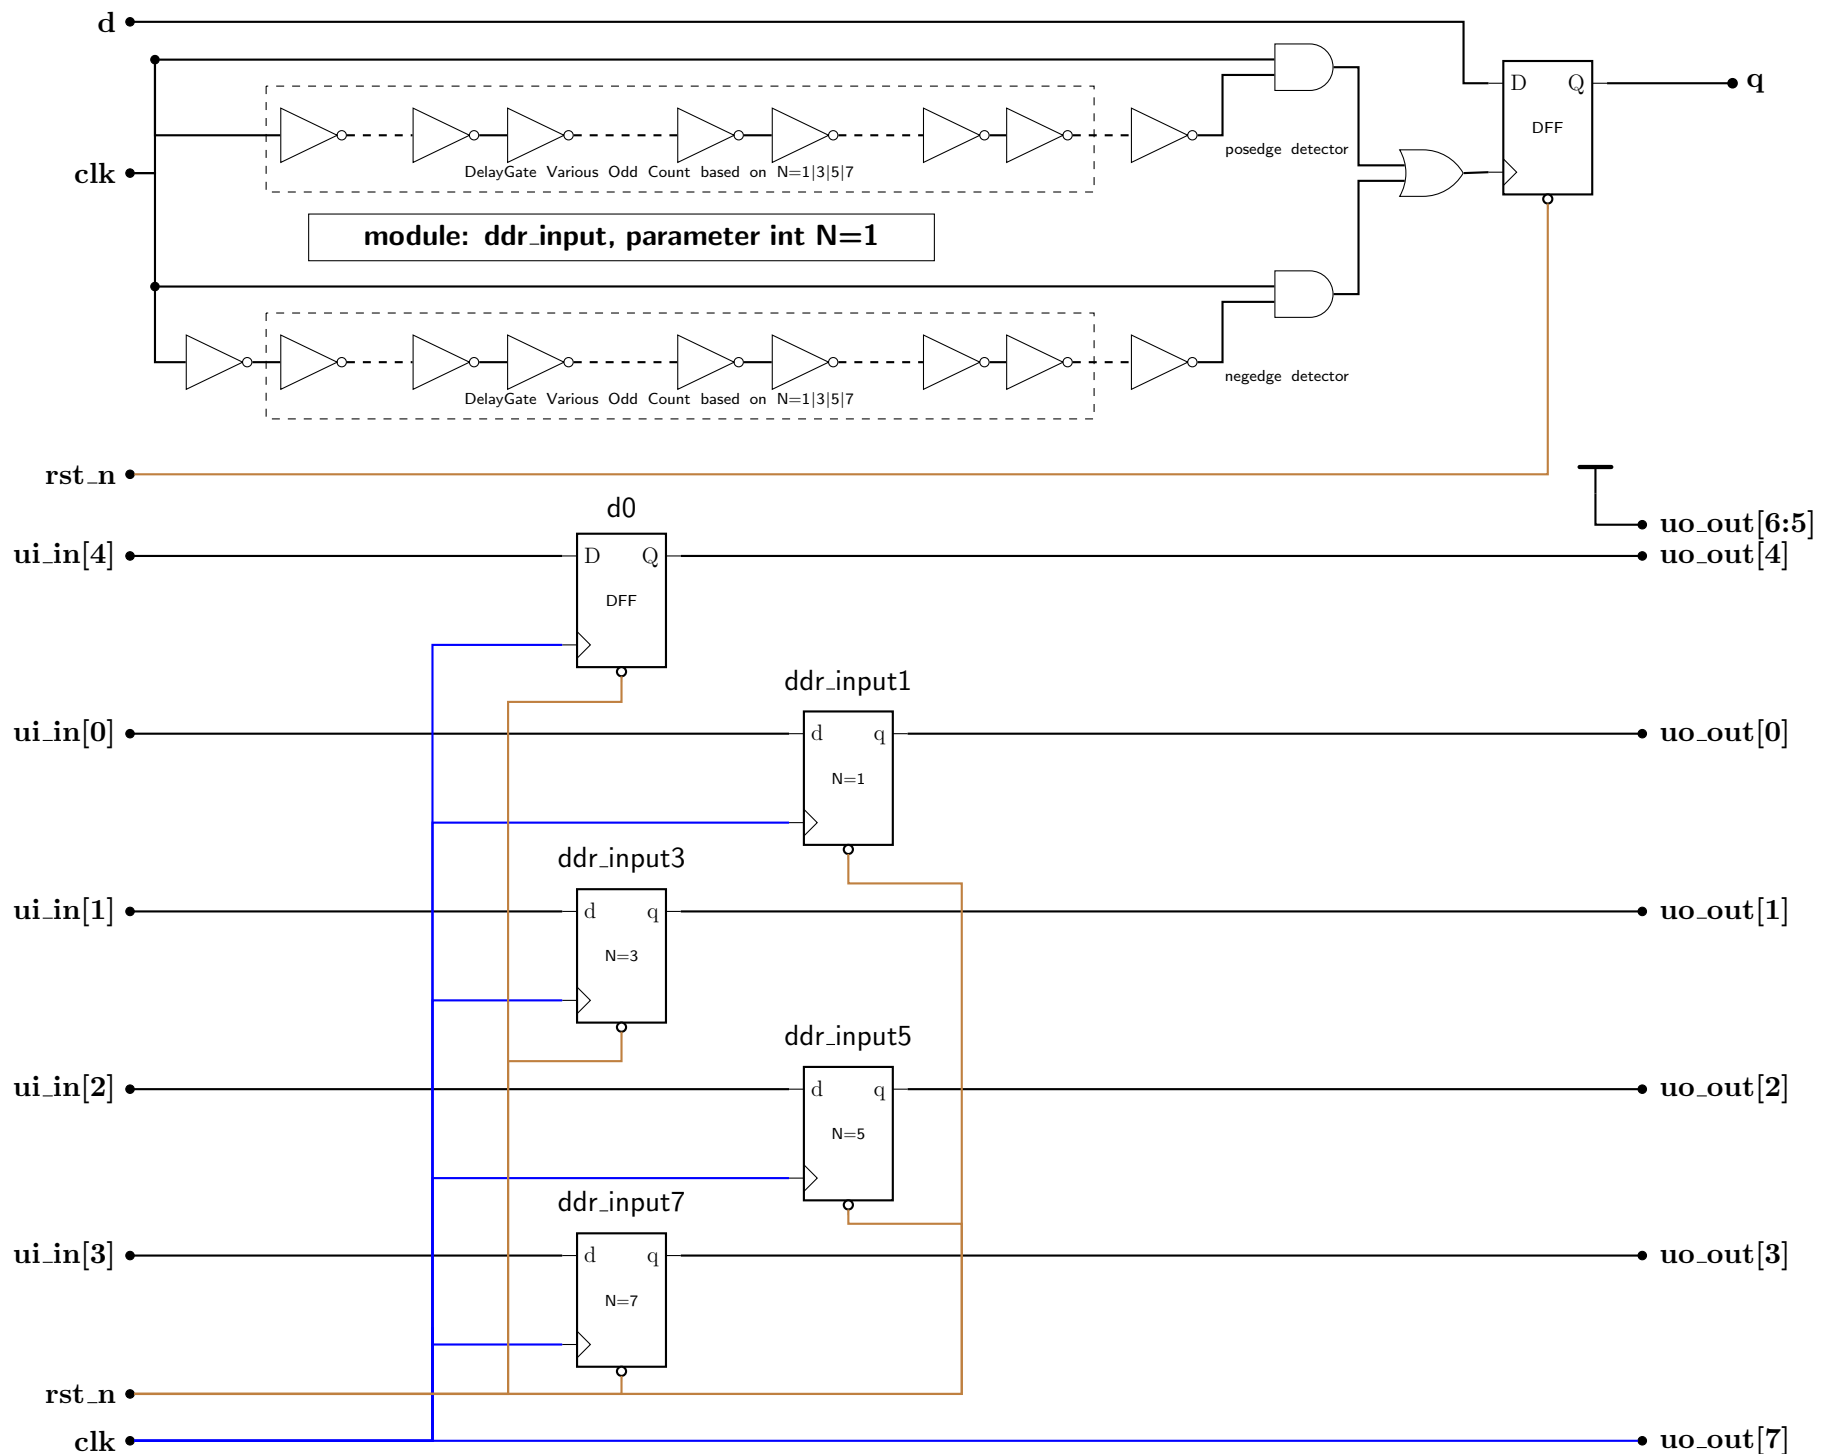 d
D
Q
q
DFF
posedge detector
clk
DelayGate Various Odd Count based on N=1|3|5|7
module: ddr_input, parameter int N=1
negedge detector
DelayGate Various Odd Count based on N=1|3|5|7
rst_n
d0
uo_out[6:5]
ui_in[4]
D
Q
uo_out[4]
DFF
ddr_input1
ui_in[0]
d
q
uo_out[0]
N=1
ddr_input3
ui_in[1]
d
q
uo_out[1]
N=3
ddr_input5
ui_in[2]
d
q
uo_out[2]
N=5
ddr_input7
ui_in[3]
d
q
uo_out[3]
N=7
rst_n
clk
uo_out[7]